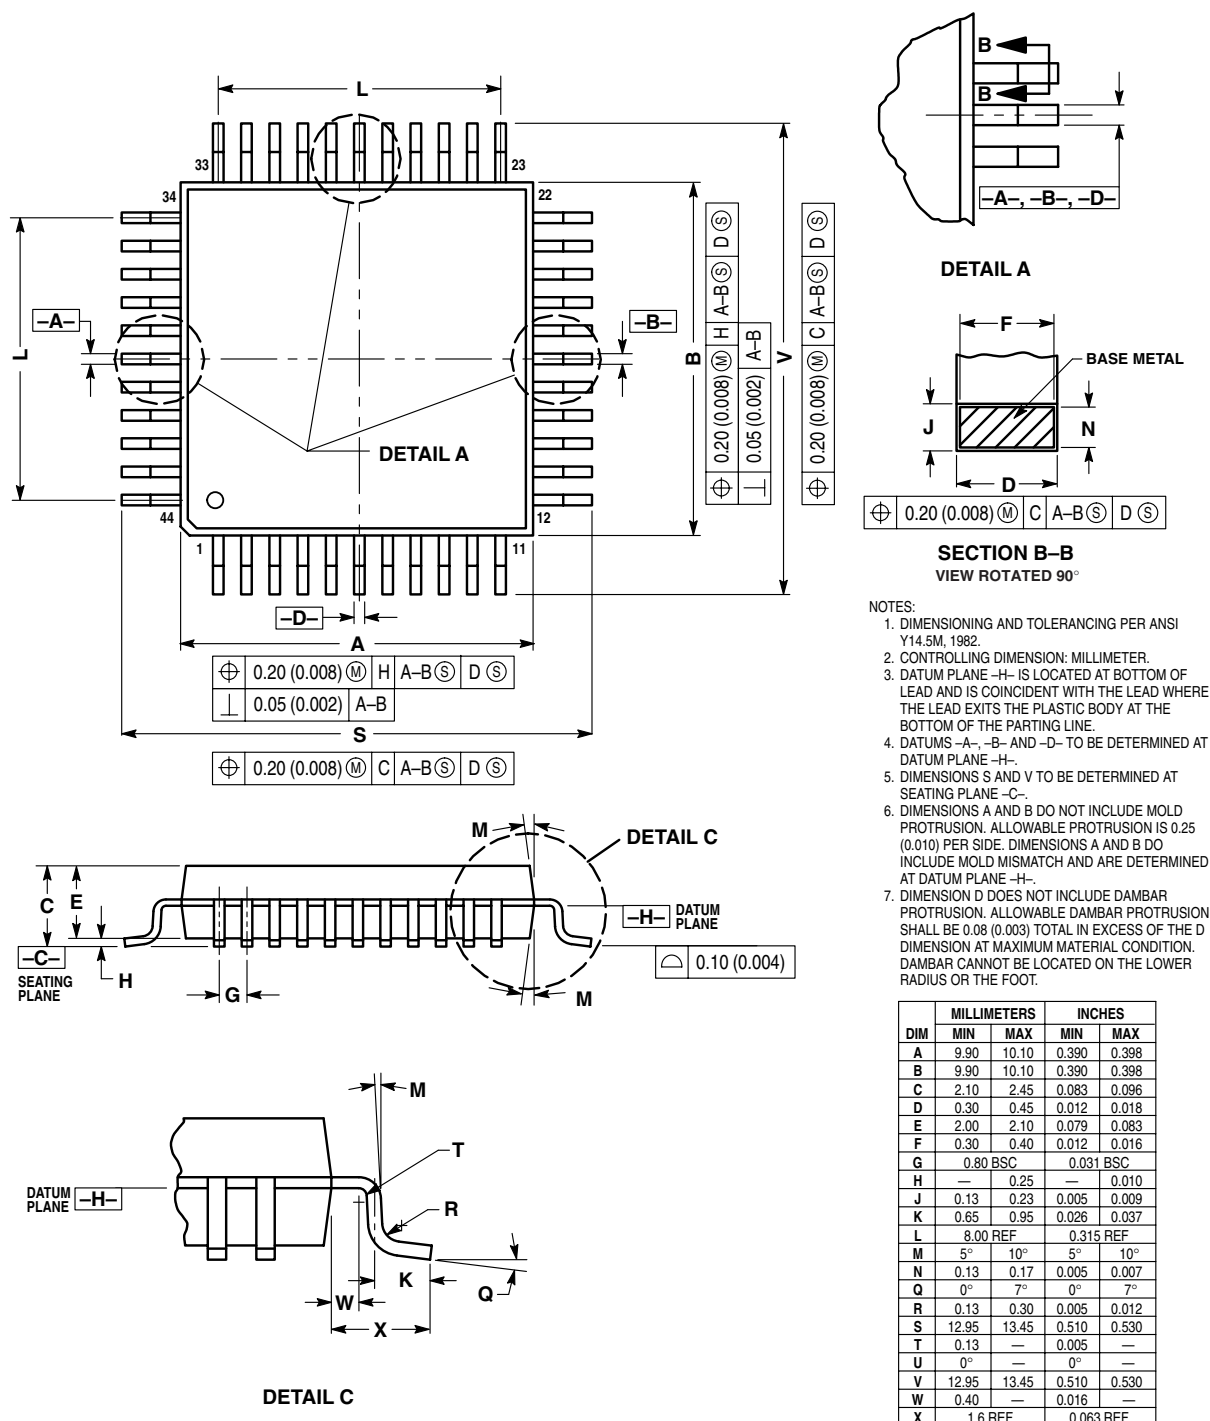 L
33
23
34
22
–A–
–B–
L
B
V
0.20 (0.008) Ⓜ H A–B Ⓢ D Ⓢ
0.05 (0.002) A–B
0.20 (0.008) Ⓜ C A–B Ⓢ D Ⓢ
DETAIL A
44
12
1
11
–D–
A
⌖ 0.20 (0.008) Ⓜ H A–B Ⓢ D Ⓢ
⊥ 0.05 (0.002) A–B
S
⌖ 0.20 (0.008) Ⓜ C A–B Ⓢ D Ⓢ
B
B
–A–, –B–, –D–
DETAIL A
F
BASE METAL
J
N
D
⌖ 0.20 (0.008) Ⓜ C A–B Ⓢ D Ⓢ
SECTION B–B
VIEW ROTATED 90°
M
DETAIL C
C
E
–H– DATUM
PLANE
–C–
SEATING
PLANE
H
G
M
⌓ 0.10 (0.004)
M
T
DATUM
PLANE –H–
R
K
W
Q
X
DETAIL C
NOTES:
1. DIMENSIONING AND TOLERANCING PER ANSI
Y14.5M, 1982.
2. CONTROLLING DIMENSION: MILLIMETER.
3. DATUM PLANE –H– IS LOCATED AT BOTTOM OF
LEAD AND IS COINCIDENT WITH THE LEAD WHERE
THE LEAD EXITS THE PLASTIC BODY AT THE
BOTTOM OF THE PARTING LINE.
4. DATUMS –A–, –B– AND –D– TO BE DETERMINED AT
DATUM PLANE –H–.
5. DIMENSIONS S AND V TO BE DETERMINED AT
SEATING PLANE –C–.
6. DIMENSIONS A AND B DO NOT INCLUDE MOLD
PROTRUSION. ALLOWABLE PROTRUSION IS 0.25
(0.010) PER SIDE. DIMENSIONS A AND B DO
INCLUDE MOLD MISMATCH AND ARE DETERMINED
AT DATUM PLANE –H–.
7. DIMENSION D DOES NOT INCLUDE DAMBAR
PROTRUSION. ALLOWABLE DAMBAR PROTRUSION
SHALL BE 0.08 (0.003) TOTAL IN EXCESS OF THE D
DIMENSION AT MAXIMUM MATERIAL CONDITION.
DAMBAR CANNOT BE LOCATED ON THE LOWER
RADIUS OR THE FOOT.
MILLIMETERS INCHES
DIM MIN MAX MIN MAX
A 9.90 10.10 0.390 0.398
B 9.90 10.10 0.390 0.398
C 2.10 2.45 0.083 0.096
D 0.30 0.45 0.012 0.018
E 2.00 2.10 0.079 0.083
F 0.30 0.40 0.012 0.016
G 0.80 BSC 0.031 BSC
H — 0.25 — 0.010
J 0.13 0.23 0.005 0.009
K 0.65 0.95 0.026 0.037
L 8.00 REF 0.315 REF
M 5° 10° 5° 10°
N 0.13 0.17 0.005 0.007
Q 0° 7° 0° 7°
R 0.13 0.30 0.005 0.012
S 12.95 13.45 0.510 0.530
T 0.13 — 0.005 —
U 0° — 0° —
V 12.95 13.45 0.510 0.530
W 0.40 — 0.016 —
X 1.6 REF 0.063 REF